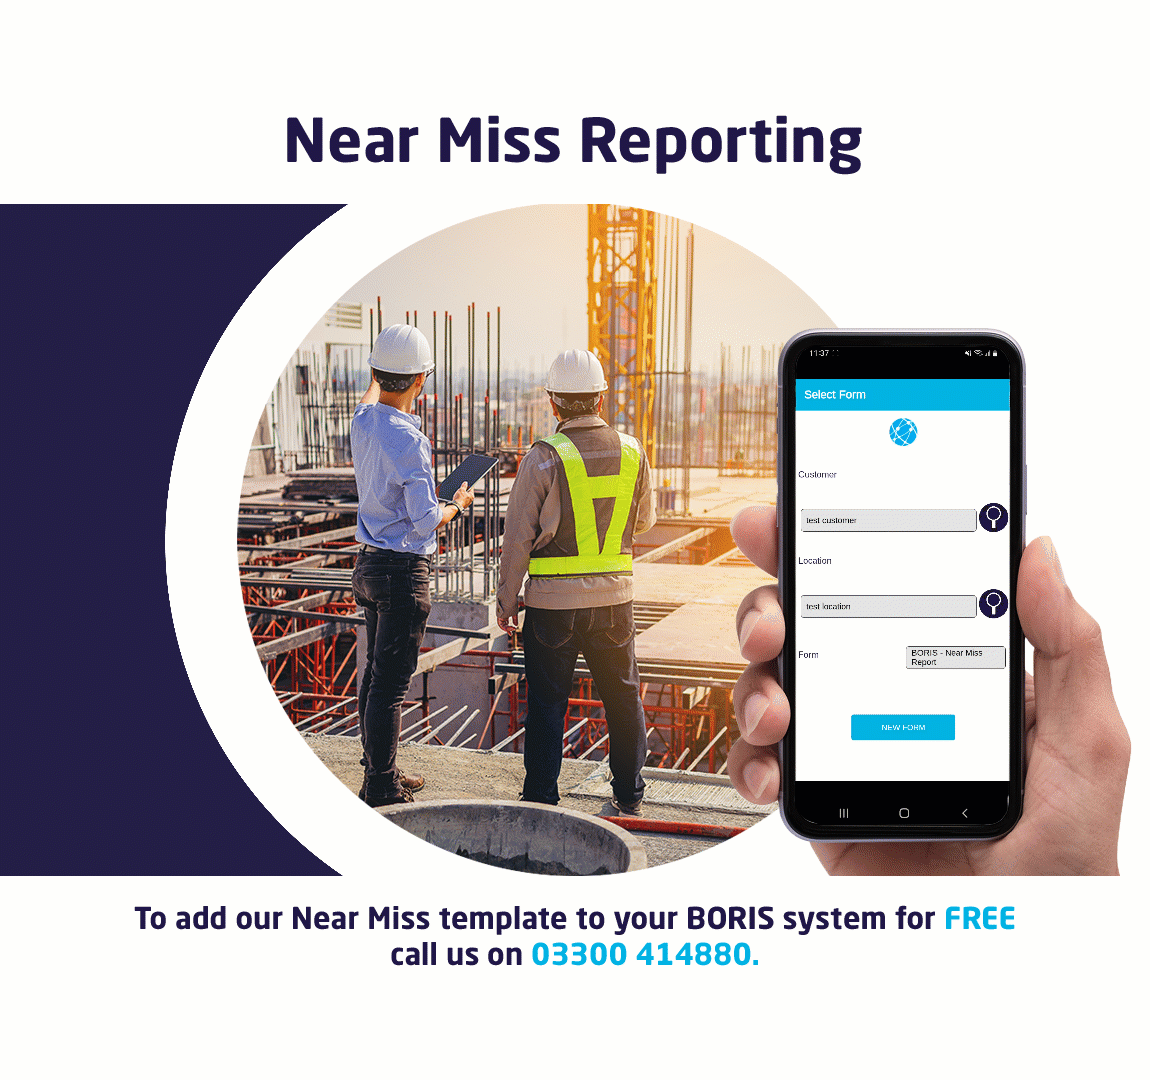 Near Miss Reporting
11:37
Select Form
Customer
test customer
Location
test location
Form
BORIS - Near Miss
Report
NEW FORM
To add our Near Miss template to your BORIS system for FREE
call us on 03300 414880.